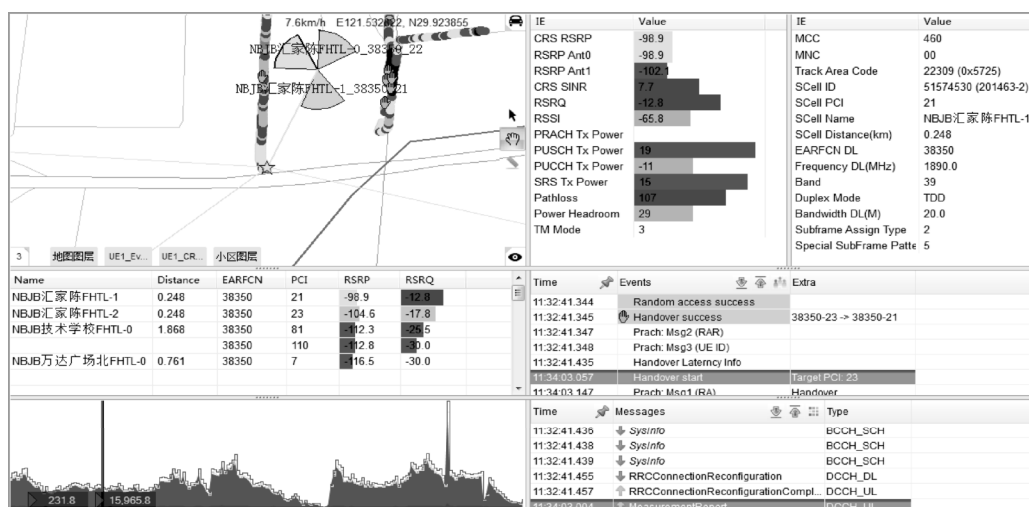 7.6km/h E121.532622, N29.923855
NBJB汇家陈FHTL-0_38350_22
NBJB汇家陈FHTL-1_38350_21
3 地图图层 UE1_Ev... UE1_CR... 小区图层
IE Value
CRS RSRP -98.9
RSRP Ant0 -98.9
RSRP Ant1 -102.1
CRS SINR 7.7
RSRQ -12.8
RSSI -65.8
PRACH Tx Power
PUSCH Tx Power 19
PUCCH Tx Power -11
SRS Tx Power 15
Pathloss 107
Power Headroom 29
TM Mode 3
IE Value
MCC 460
MNC 00
Track Area Code 22309 (0x5725)
SCell ID 51574530 (201463-2)
SCell PCI 21
SCell Name NBJB汇家陈FHTL-1
SCell Distance(km) 0.248
EARFCN DL 38350
Frequency DL(MHz) 1890.0
Band 39
Duplex Mode TDD
Bandwidth DL(M) 20.0
Subframe Assign Type 2
Special SubFrame Patte 5
Name Distance EARFCN PCI RSRP RSRQ
NBJB汇家陈FHTL-1 0.248 38350 21 -98.9 -12.8
NBJB汇家陈FHTL-2 0.248 38350 23 -104.6 -17.8
NBJB技术学校FHTL-0 1.868 38350 81 -112.3 -25.5
38350 110 -112.8 -30.0
NBJB万达广场北FHTL-0 0.761 38350 7 -116.5 -30.0
Time Events Extra
11:32:41.344 Random access success
11:32:41.345 Handover success 38350-23 -> 38350-21
11:32:41.347 Prach: Msg2 (RAR)
11:32:41.348 Prach: Msg3 (UE ID)
11:32:41.435 Handover Laterncy Info
11:34:03.057 Handover start Target PCI: 23
11:34:03.147 Prach: Msg1 (RA) Handover
Time Messages Type
11:32:41.436 SysInfo BCCH_SCH
11:32:41.438 SysInfo BCCH_SCH
11:32:41.439 SysInfo BCCH_SCH
11:32:41.455 RRCConnectionReconfiguration DCCH_DL
11:32:41.457 RRCConnectionReconfigurationCompl... DCCH_UL
11:34:03.004 MeasurementReport DCCH_UL
231.8 15,965.8